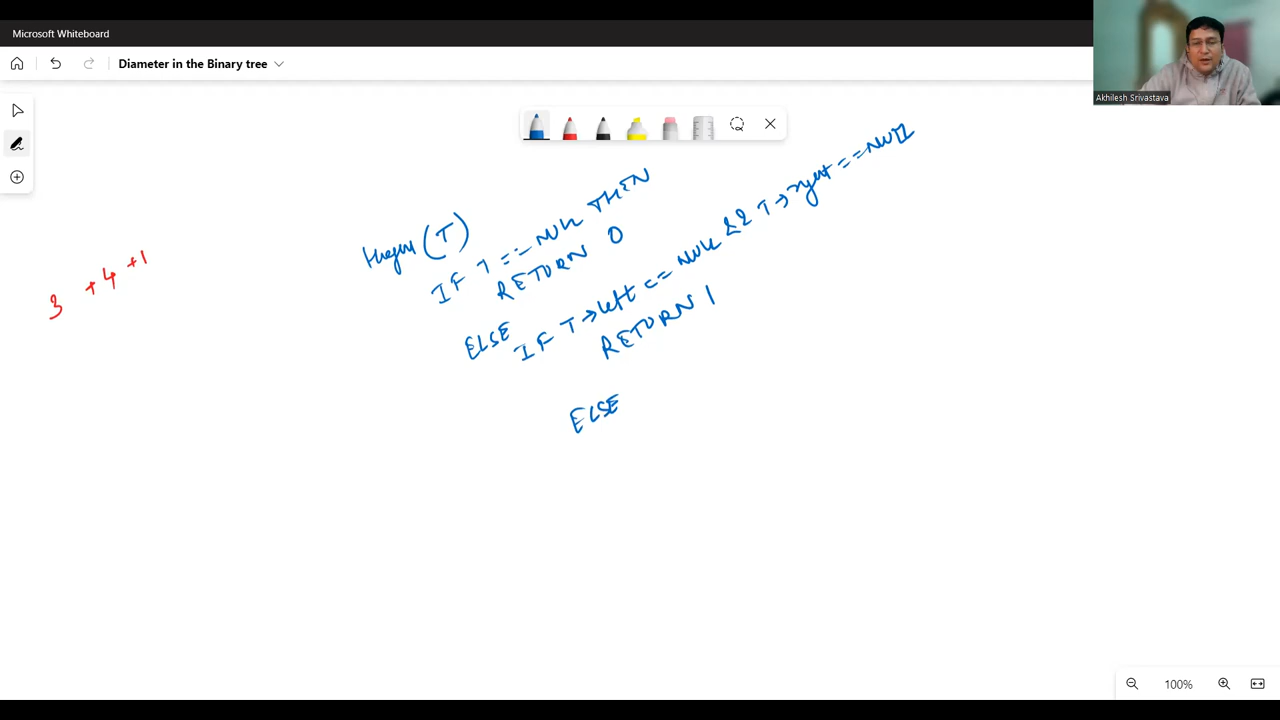 Microsoft Whiteboard
Diameter in the Binary tree
Akhilesh Srivastava
(T)
IF T == NULL THEN
RETURN 0
ELSE IF T → left == NULL && T → right == NULL
RETURN 1
ELSE
3 + 4 + 1
100%